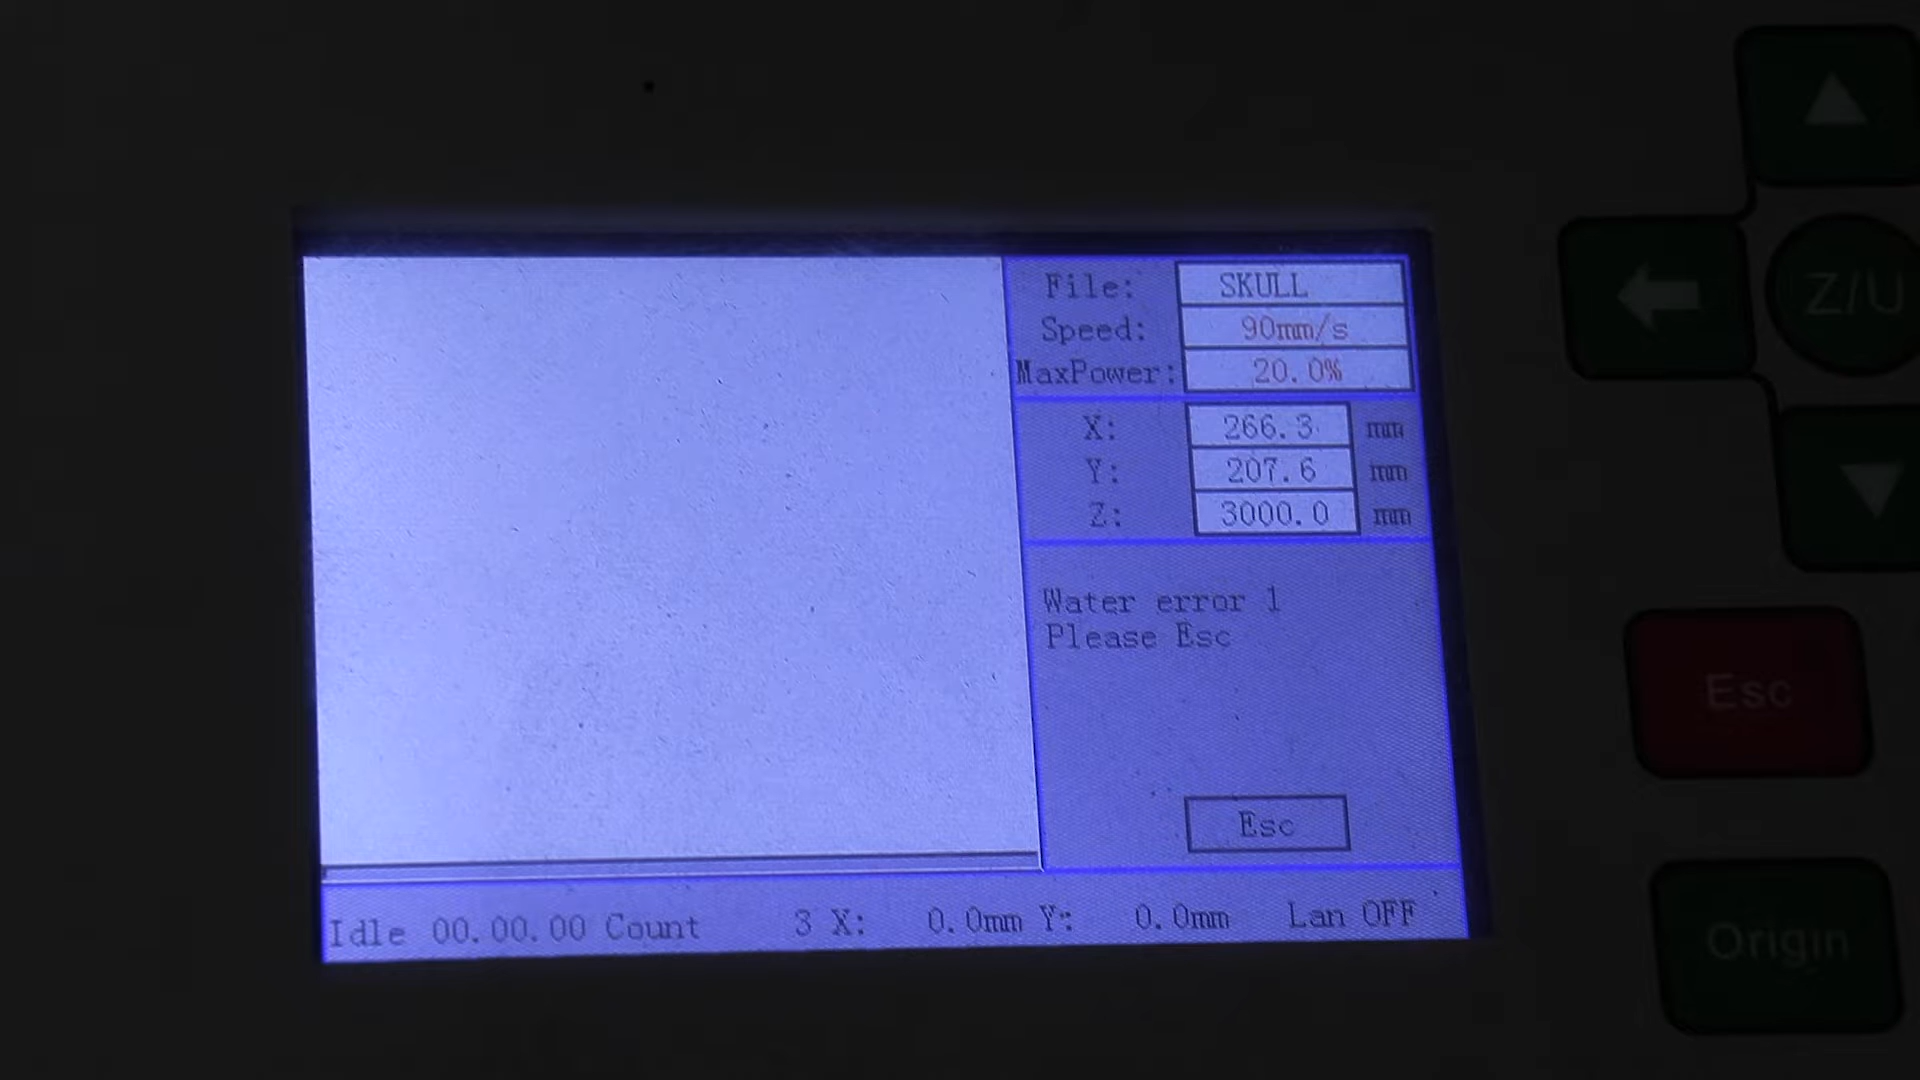 File: SKULL
Speed: 90mm/s
MaxPower: 20.0%
X: 266.3 mm
Y: 207.6 mm
Z: 3000.0 mm
Water error 1
Please Esc
Esc
Idle 00.00.00 Count 3 X: 0.0mm Y: 0.0mm Lan OFF
Z/U
Esc
Origin